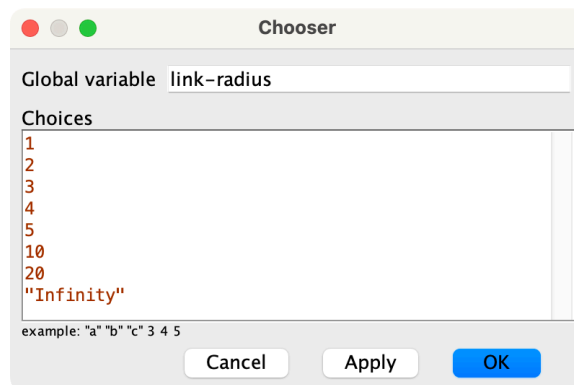 Chooser
Global variable link-radius
Choices
1
2
3
4
5
10
20
"Infinity"
example: "a" "b" "c" 3 4 5
Cancel Apply OK